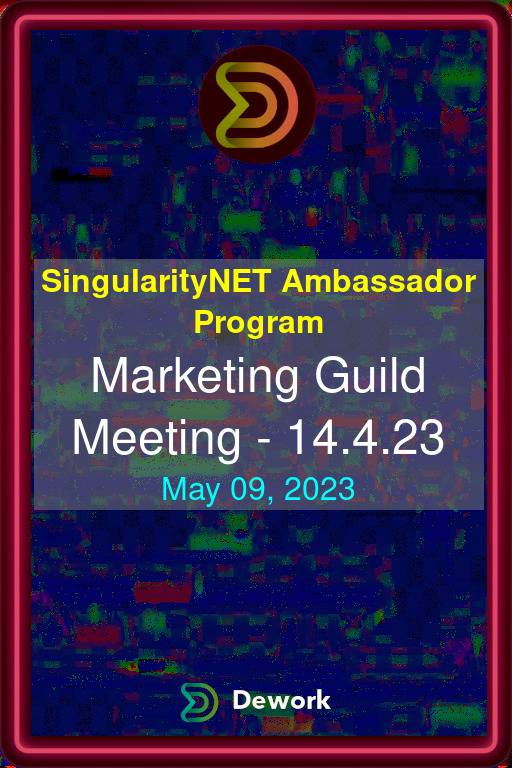 SingularityNET Ambassador
Program
Marketing Guild
Meeting - 14.4.23
May 09, 2023
Dework